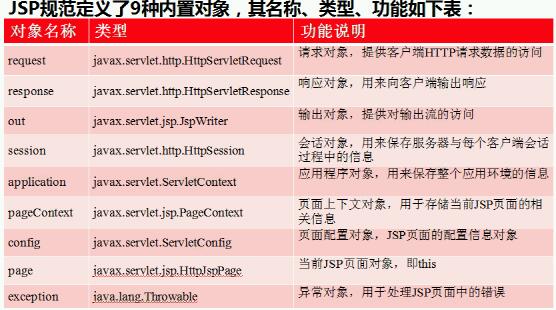 JSP规范定义了9种内置对象，其名称、类型、功能如下表：
对象名称 类型 功能说明
request javax.servlet.http.HttpServletRequest 请求对象，提供客户端HTTP请求数据的访问
response javax.servlet.http.HttpServletResponse 响应对象，用来向客户端输出响应
out javax.servlet.jsp.JspWriter 输出对象，提供对输出流的访问
session javax.servlet.http.HttpSession 会话对象，用来保存服务器与每个客户端会话
过程中的信息
application javax.servlet.ServletContext 应用程序对象，用来保存整个应用环境的信息
pageContext javax.servlet.jsp.PageContext 页面上下文对象，用于存储当前JSP页面的相
关信息
config javax.servlet.ServletConfig 页面配置对象，JSP页面的配置信息对象
page javax.servlet.jsp.HttpJspPage 当前JSP页面对象，即this
exception java.lang.Throwable 异常对象，用于处理JSP页面中的错误